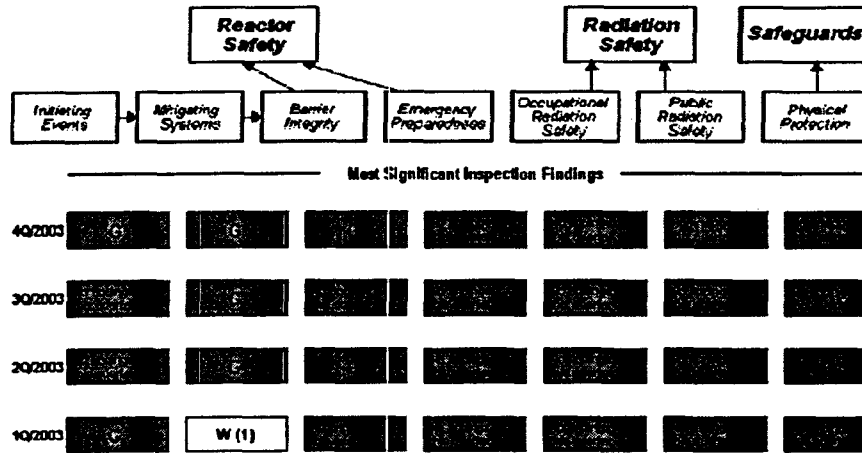 Reactor
Safety
Radiation
Safety
Safeguards
Initiating
Events
Mitigating
Systems
Barrier
Integrity
Emergency
Preparedness
Occupational
Radiation
Safety
Public
Radiation
Safety
Physical
Protection
Most Significant Inspection Findings
4Q/2003
G
G
3Q/2003
G
2Q/2003
G
1Q/2003
G
W (1)